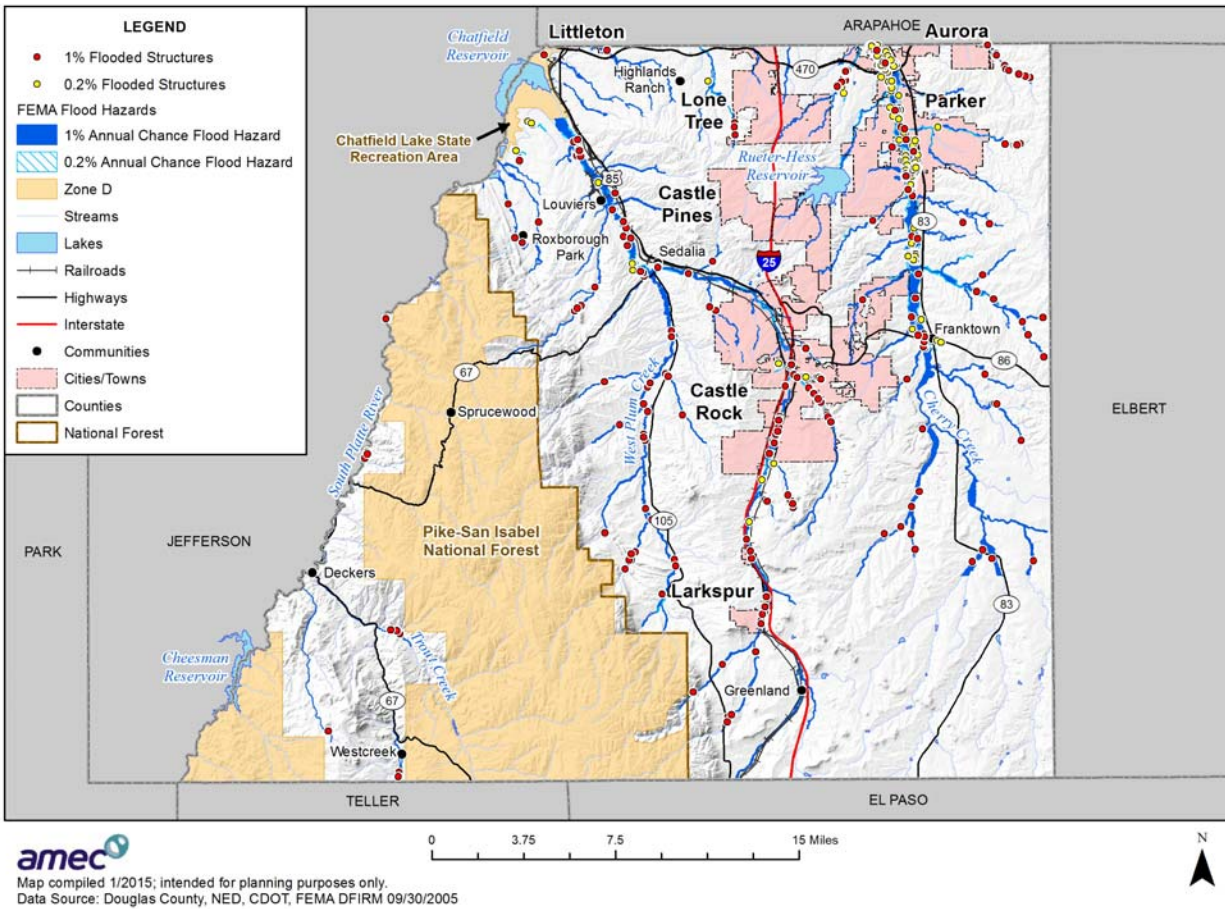 LEGEND
1% Flooded Structures
0.2% Flooded Structures
FEMA Flood Hazards
1% Annual Chance Flood Hazard
0.2% Annual Chance Flood Hazard
Zone D
Streams
Lakes
Railroads
Highways
Interstate
Communities
Cities/Towns
Counties
National Forest
ARAPAHOE
Chatfield
Reservoir
Littleton
Aurora
Highlands
Ranch
470
Lone
Tree
Parker
Chatfield Lake State
Recreation Area
Rueter-Hess
Reservoir
85
Louviers
Castle
Pines
83
Roxborough
Park
Sedalia
25
Franktown
86
67
Sprucewood
West Plum Creek
Castle
Rock
Cherry Creek
ELBERT
South Platte River
105
Pike-San Isabel
National Forest
PARK
JEFFERSON
Deckers
Larkspur
83
Trout Creek
Cheesman
Reservoir
67
Greenland
Westcreek
TELLER
EL PASO
amec
0 3.75 7.5 15 Miles
N
Map compiled 1/2015; intended for planning purposes only.
Data Source: Douglas County, NED, CDOT, FEMA DFIRM 09/30/2005